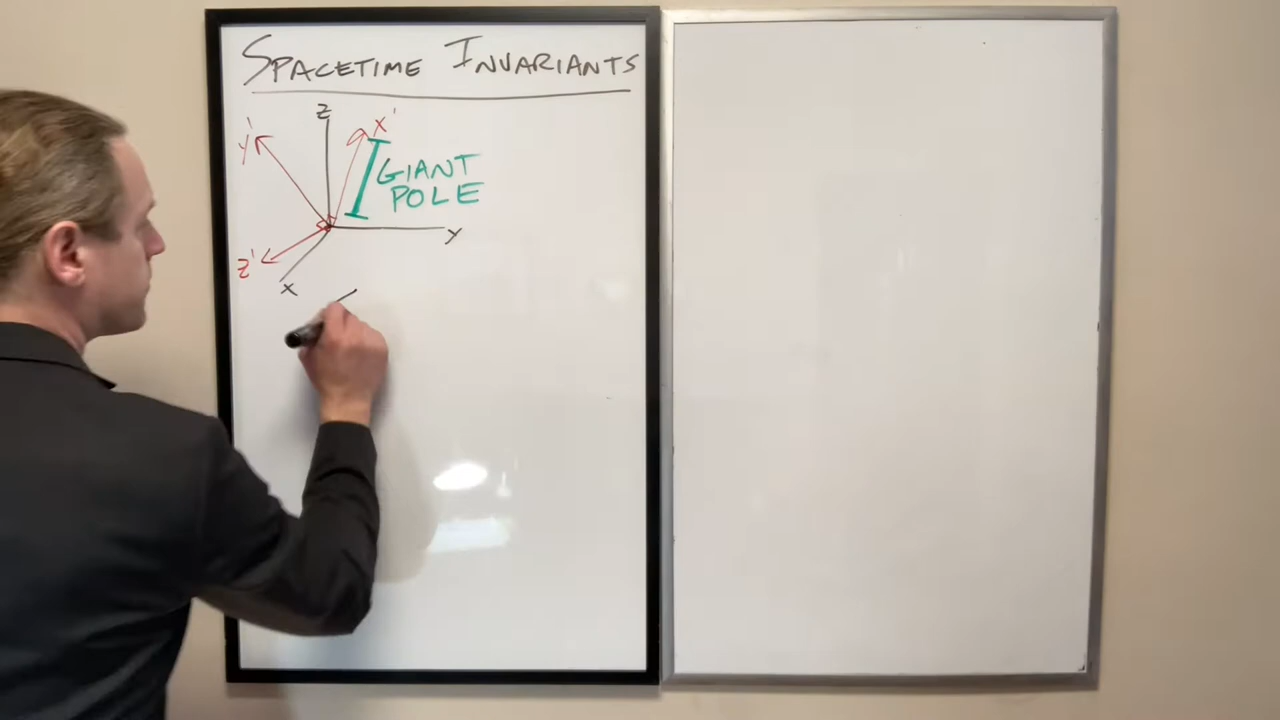 SPACETIME INVARIANTS
Z
Y'
X'
GIANT
POLE
Y
Z'
X